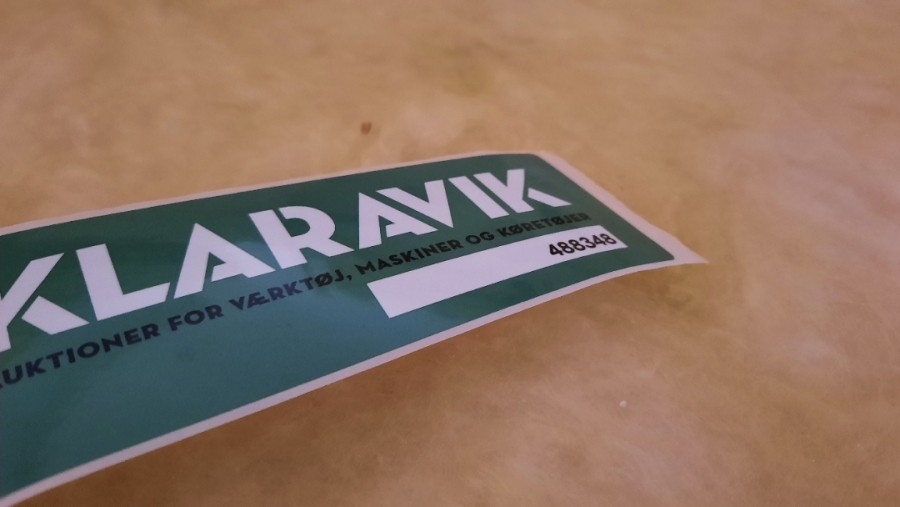 KLARAVIK
AUKTIONER FOR VÆRKTØJ, MASKINER OG KØRETØJER
488348